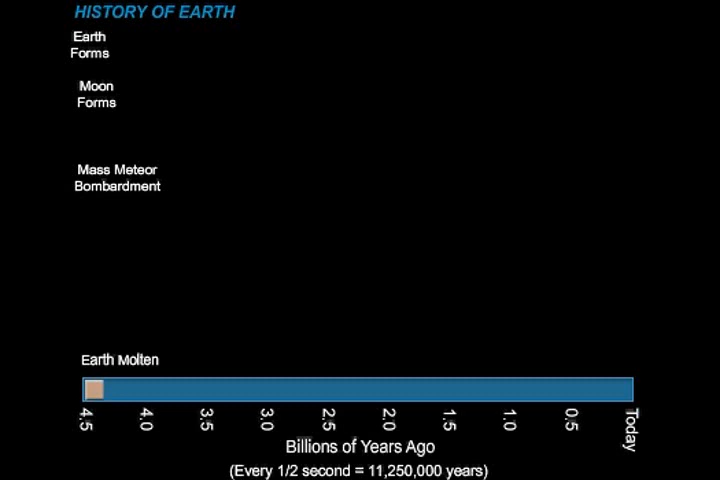 HISTORY OF EARTH
Earth
Forms
Moon
Forms
Mass Meteor
Bombardment
Earth Molten
4.5 4.0 3.5 3.0 2.5 2.0 1.5 1.0 0.5 Today
Billions of Years Ago
(Every 1/2 second = 11,250,000 years)